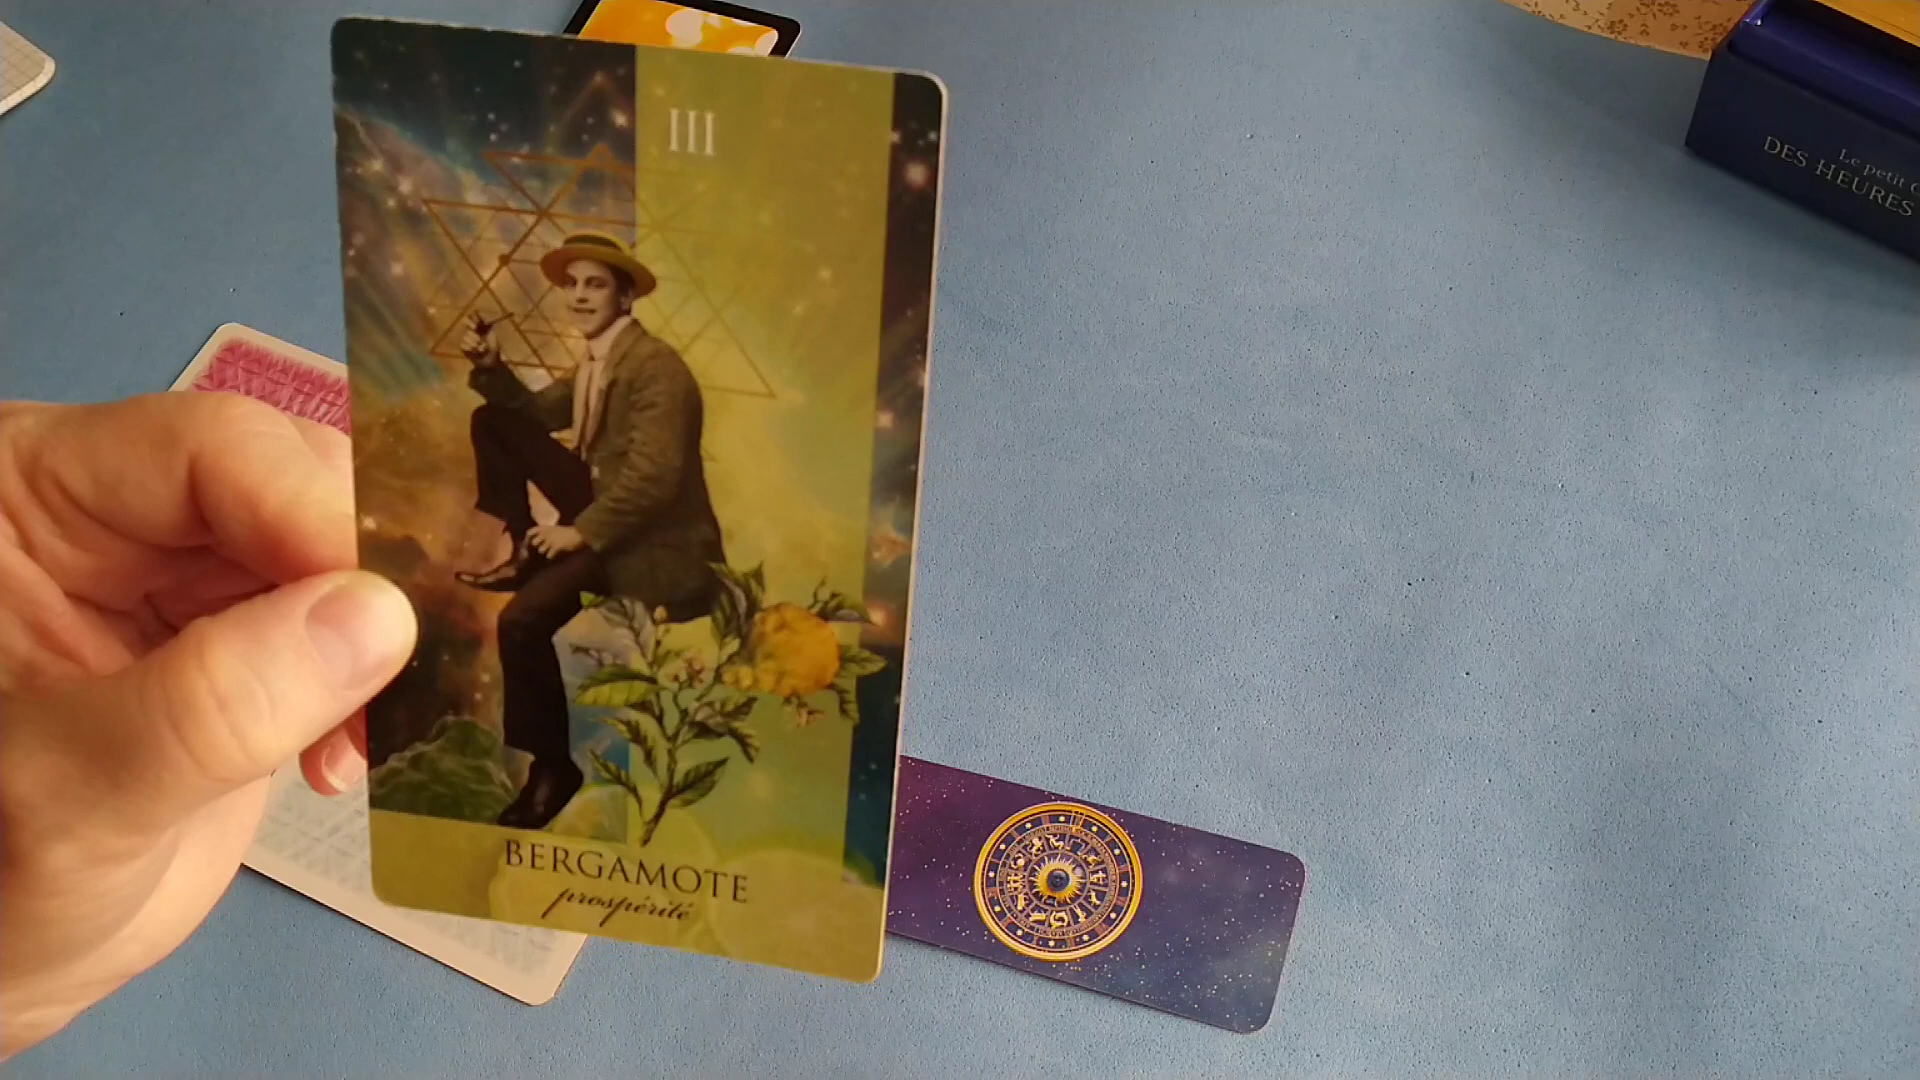 III
BERGAMOTE
prospérité
Le petit
DES HEURES